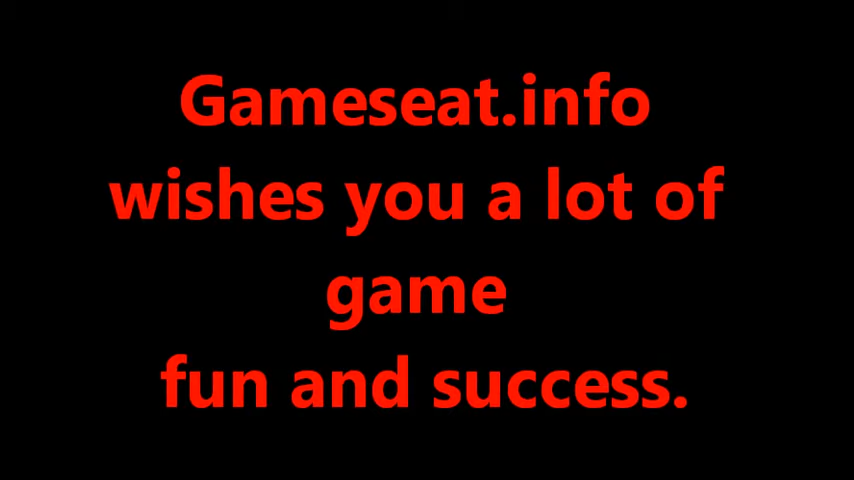 Gameseat.info
wishes you a lot of
game
fun and success.